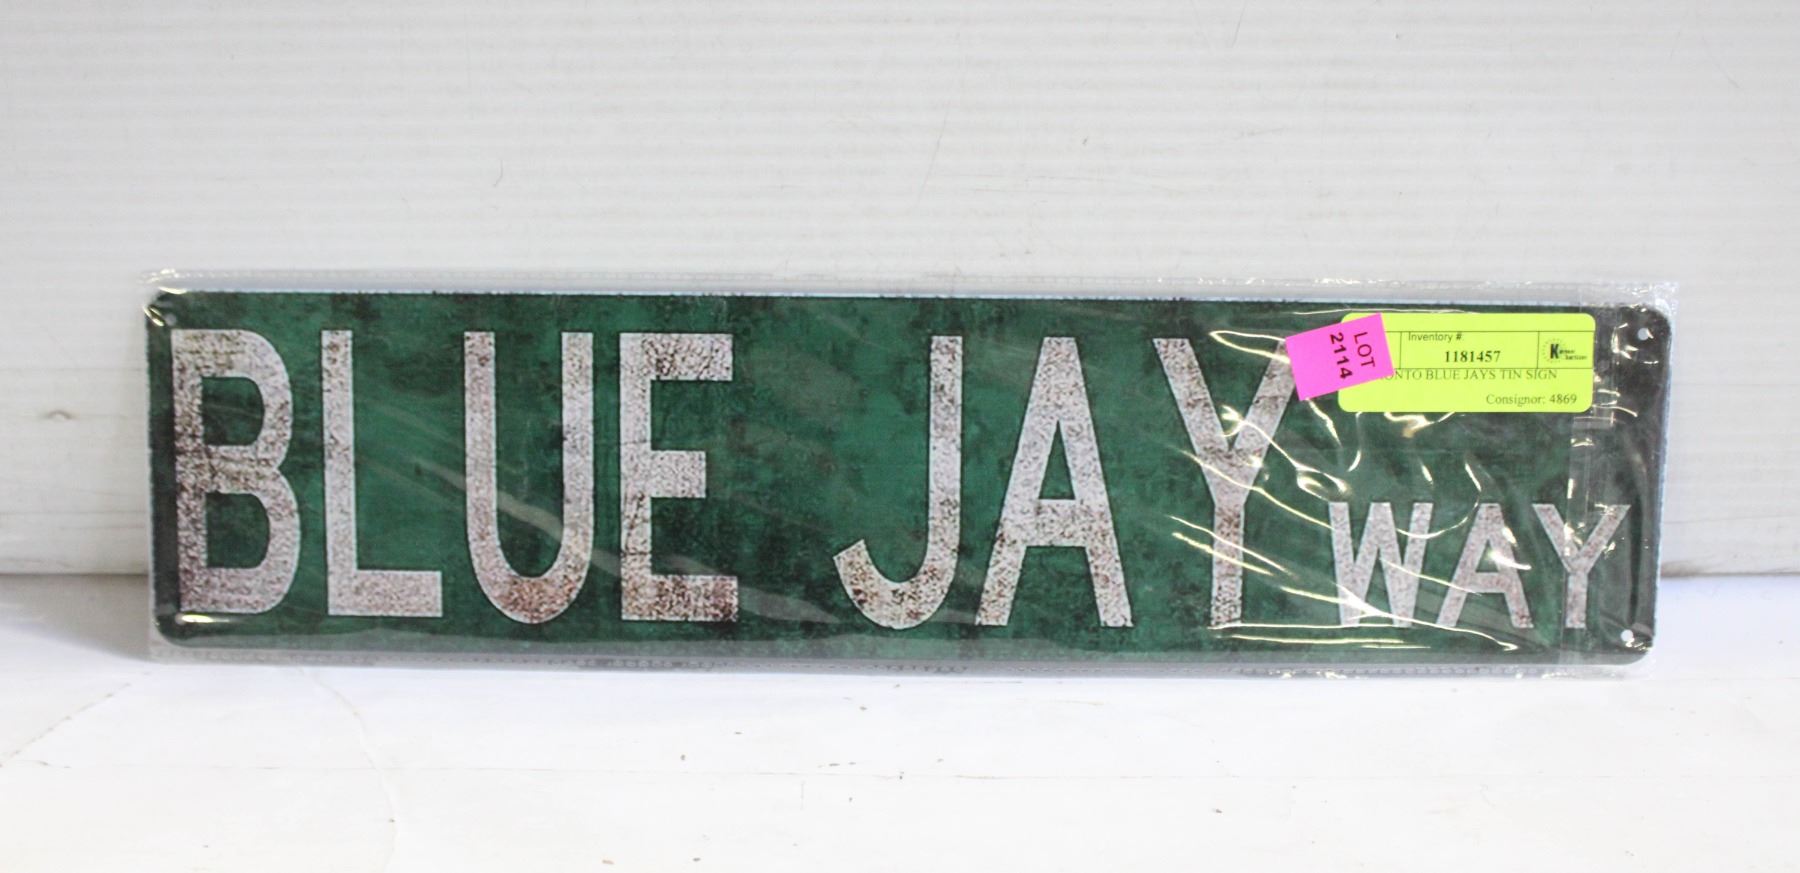 BLUE JAY WAY
LOT
2114
Inventory #
1181457
BLUE JAYS TIN SIGN
Consignor: 4869